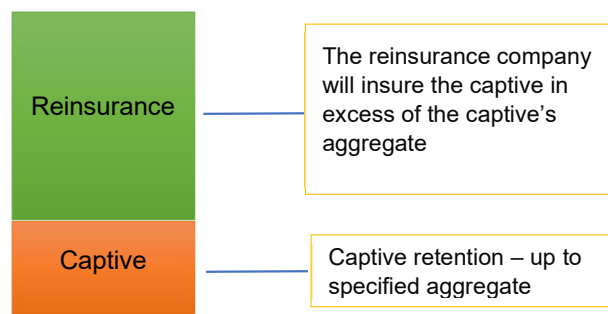 Reinsurance
The reinsurance company
will insure the captive in
excess of the captive’s
aggregate
Captive
Captive retention – up to
specified aggregate